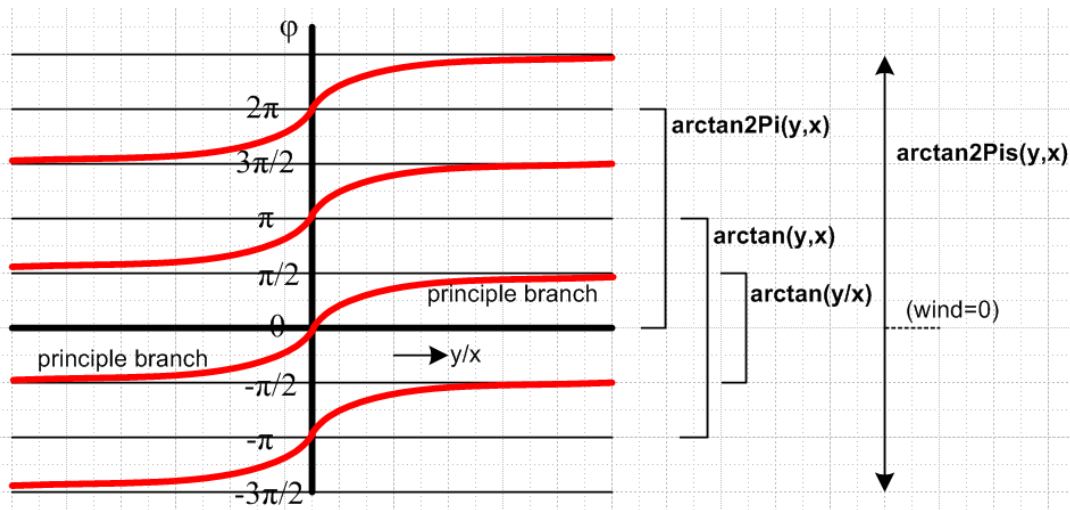 φ
2π
3π/2
π
π/2
0
-π/2
-π
-3π/2
principle branch
principle branch
y/x
arctan2Pi(y,x)
arctan(y,x)
arctan(y/x)
arctan2Pis(y,x)
(wind=0)